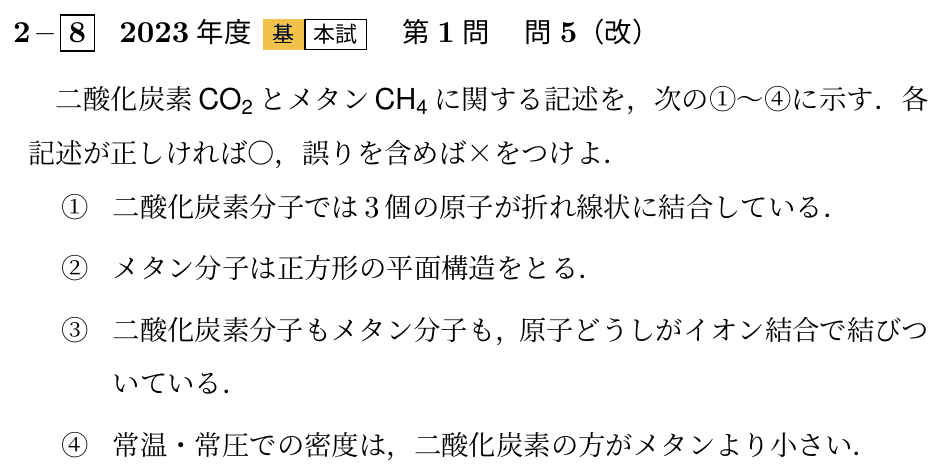 2－8 2023 年度 基 本試 第 1 問 問 5（改）
二酸化炭素 CO₂ とメタン CH₄ に関する記述を，次の①～④に示す．各
記述が正しければ○，誤りを含めば×をつけよ．
① 二酸化炭素分子では 3 個の原子が折れ線状に結合している．
② メタン分子は正方形の平面構造をとる．
③ 二酸化炭素分子もメタン分子も，原子どうしがイオン結合で結びつ
いている．
④ 常温・常圧での密度は，二酸化炭素の方がメタンより小さい．